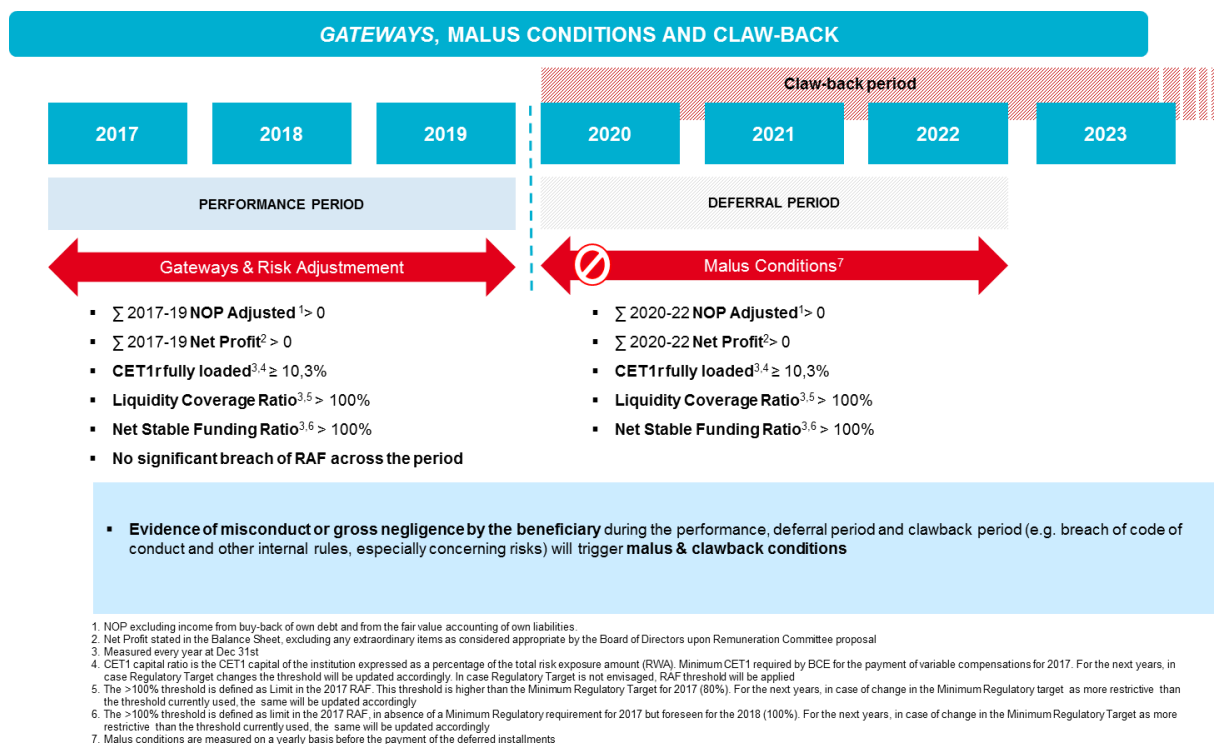 GATEWAYS, MALUS CONDITIONS AND CLAW-BACK
Claw-back period
2017
2018
2019
2020
2021
2022
2023
PERFORMANCE PERIOD
DEFERRAL PERIOD
Gateways & Risk Adjustmement
Malus Conditions7
▪ ∑ 2017-19 NOP Adjusted 1> 0
▪ ∑ 2017-19 Net Profit2 > 0
▪ CET1r fully loaded3,4 ≥ 10,3%
▪ Liquidity Coverage Ratio3,5 > 100%
▪ Net Stable Funding Ratio3,6 > 100%
▪ No significant breach of RAF across the period
▪ ∑ 2020-22 NOP Adjusted1> 0
▪ ∑ 2020-22 Net Profit2> 0
▪ CET1r fully loaded3,4 ≥ 10,3%
▪ Liquidity Coverage Ratio3,5 > 100%
▪ Net Stable Funding Ratio3,6 > 100%
▪ Evidence of misconduct or gross negligence by the beneficiary during the performance, deferral period and clawback period (e.g. breach of code of
conduct and other internal rules, especially concerning risks) will trigger malus & clawback conditions
1. NOP excluding income from buy-back of own debt and from the fair value accounting of own liabilities.
2. Net Profit stated in the Balance Sheet, excluding any extraordinary items as considered appropriate by the Board of Directors upon Remuneration Committee proposal
3. Measured every year at Dec 31st
4. CET1 capital ratio is the CET1 capital of the institution expressed as a percentage of the total risk exposure amount (RWA). Minimum CET1 required by BCE for the payment of variable compensations for 2017. For the next years, in
case Regulatory Target changes the threshold will be updated accordingly. In case Regulatory Target is not envisaged, RAF threshold will be applied
5. The >100% threshold is defined as Limit in the 2017 RAF. This threshold is higher than the Minimum Regulatory Target for 2017 (80%). For the next years, in case of change in the Minimum Regulatory target as more restrictive than
the threshold currently used, the same will be updated accordingly
6. The >100% threshold is defined as limit in the 2017 RAF, in absence of a Minimum Regulatory requirement for 2017 but foreseen for the 2018 (100%). For the next years, in case of change in the Minimum Regulatory Target as more
restrictive than the threshold currently used, the same will be updated accordingly
7. Malus conditions are measured on a yearly basis before the payment of the deferred installments